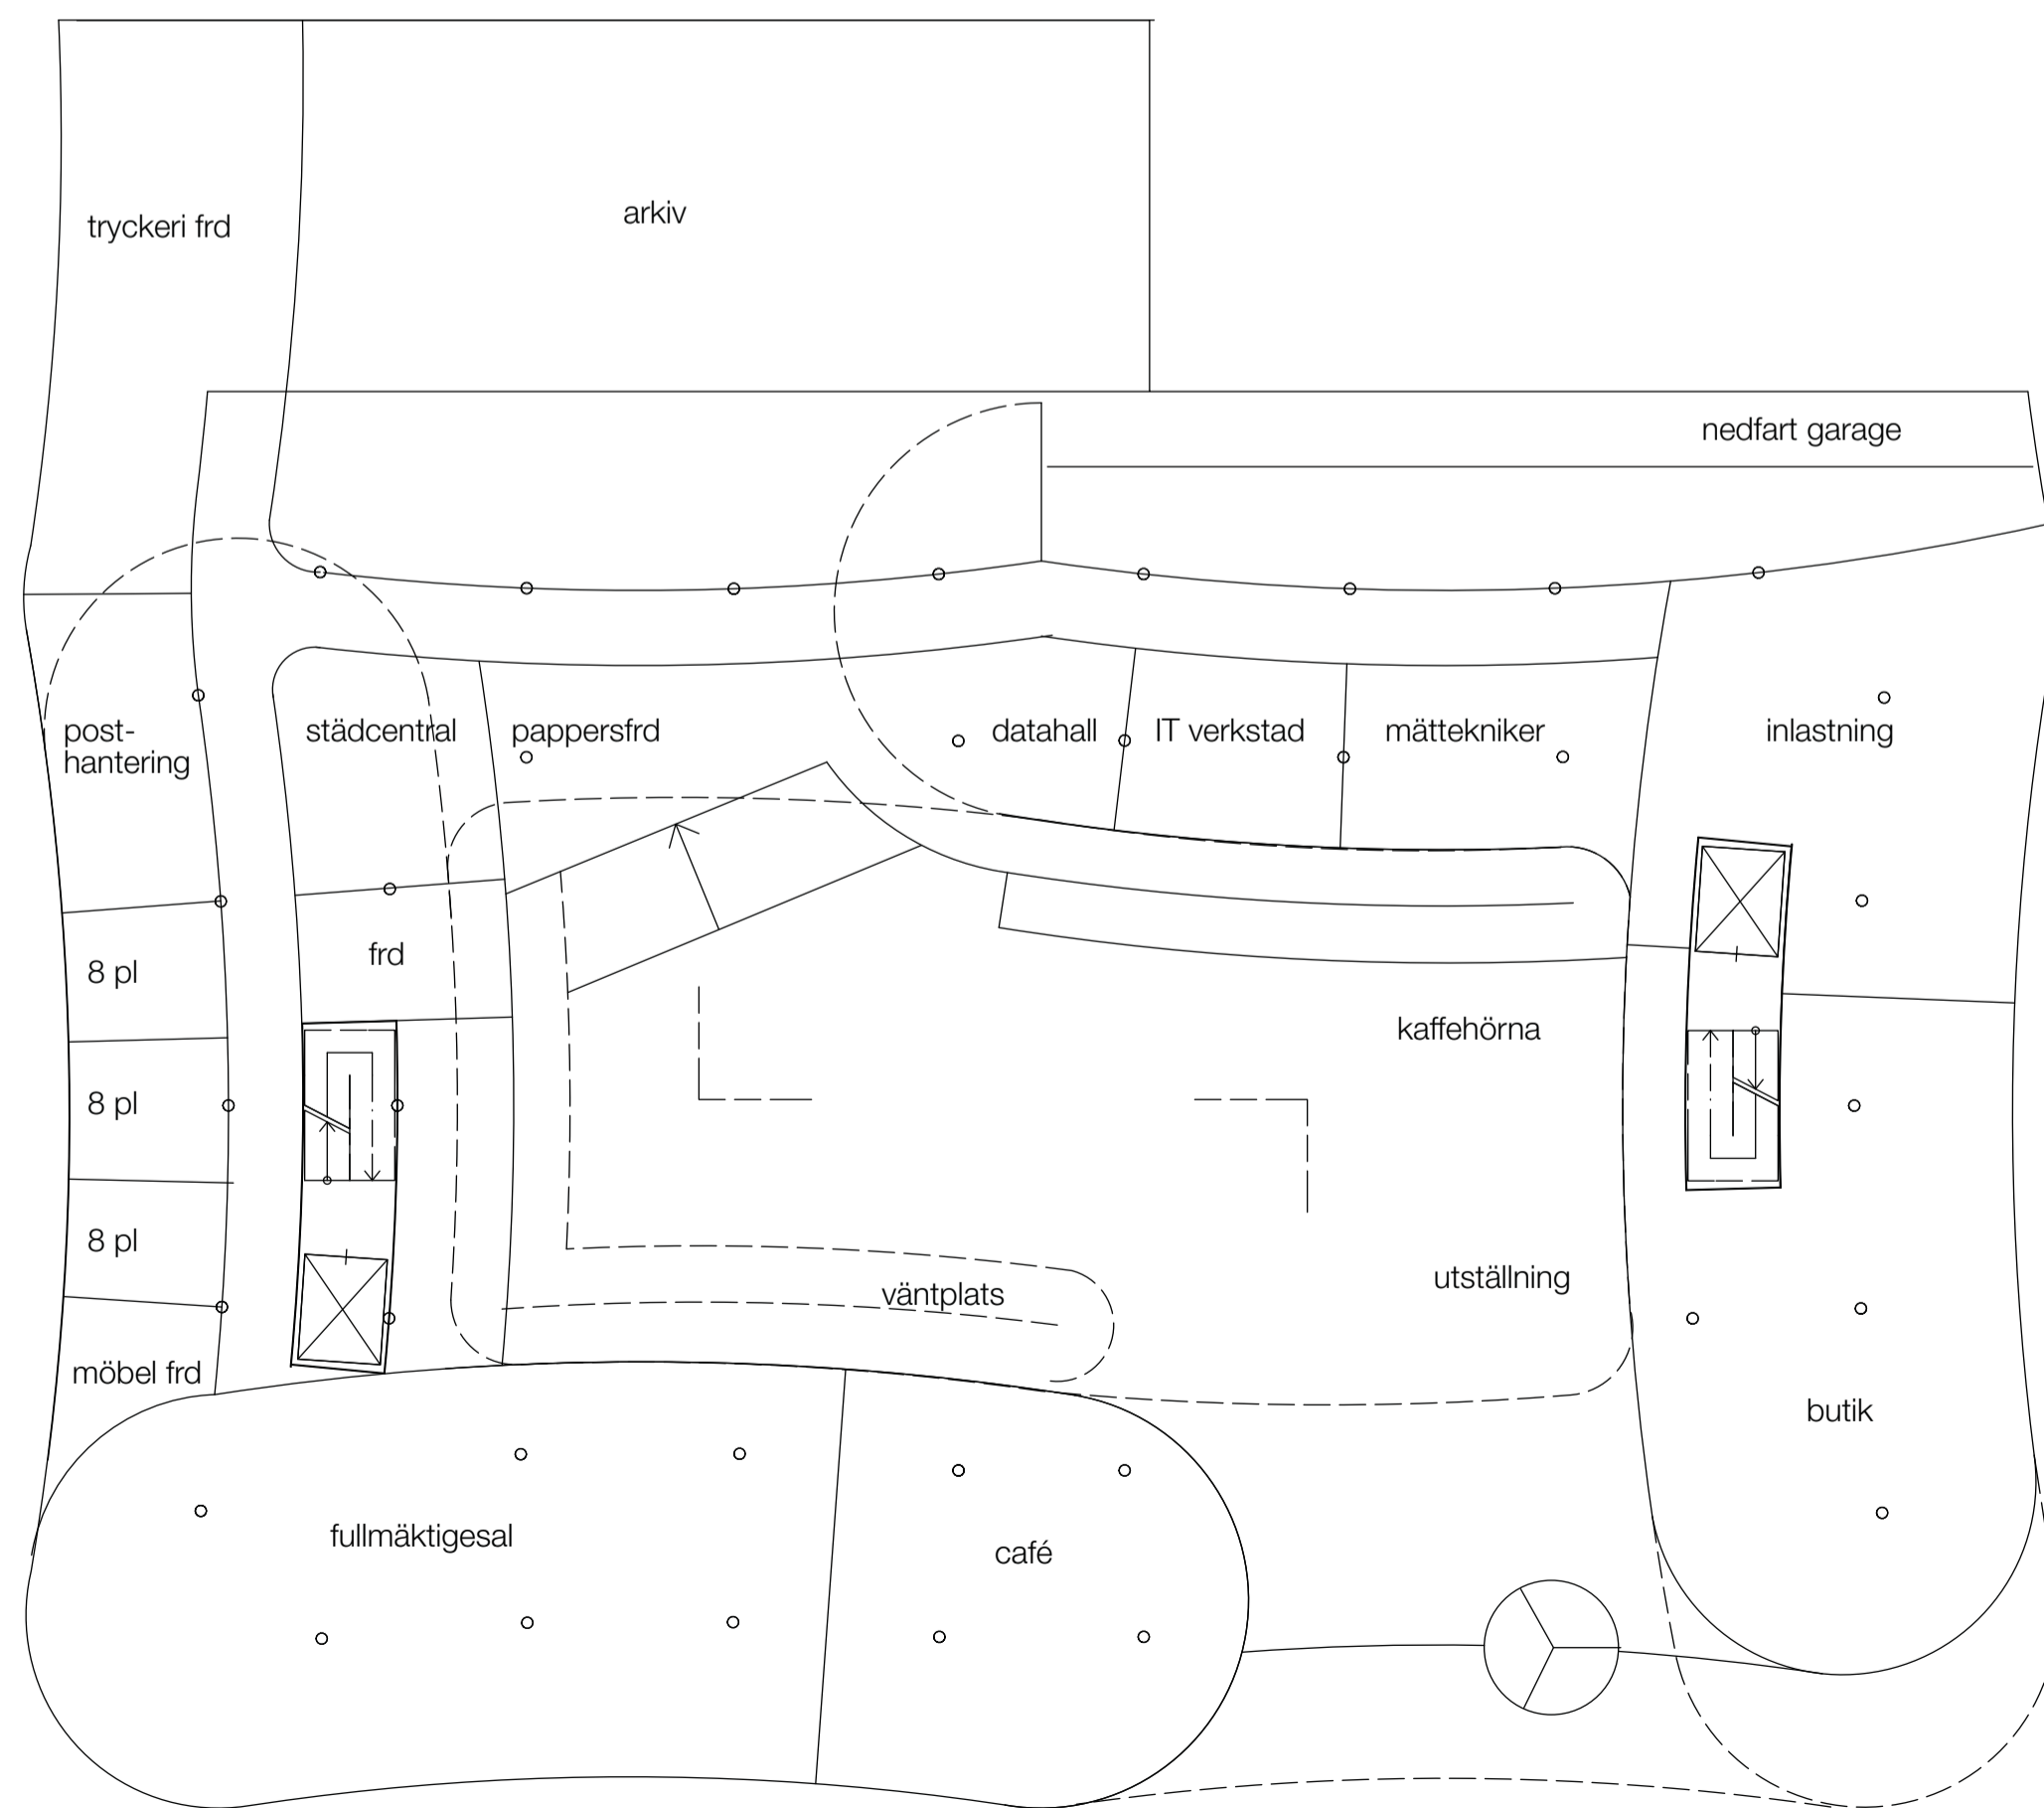 arkiv
tryckeri frd
nedfart garage
post-
hantering
städcentral
pappersfrd
datahall
IT verkstad
mättekniker
inlastning
frd
8 pl
kaffehörna
8 pl
8 pl
utställning
väntplats
möbel frd
butik
fullmäktigesal
café